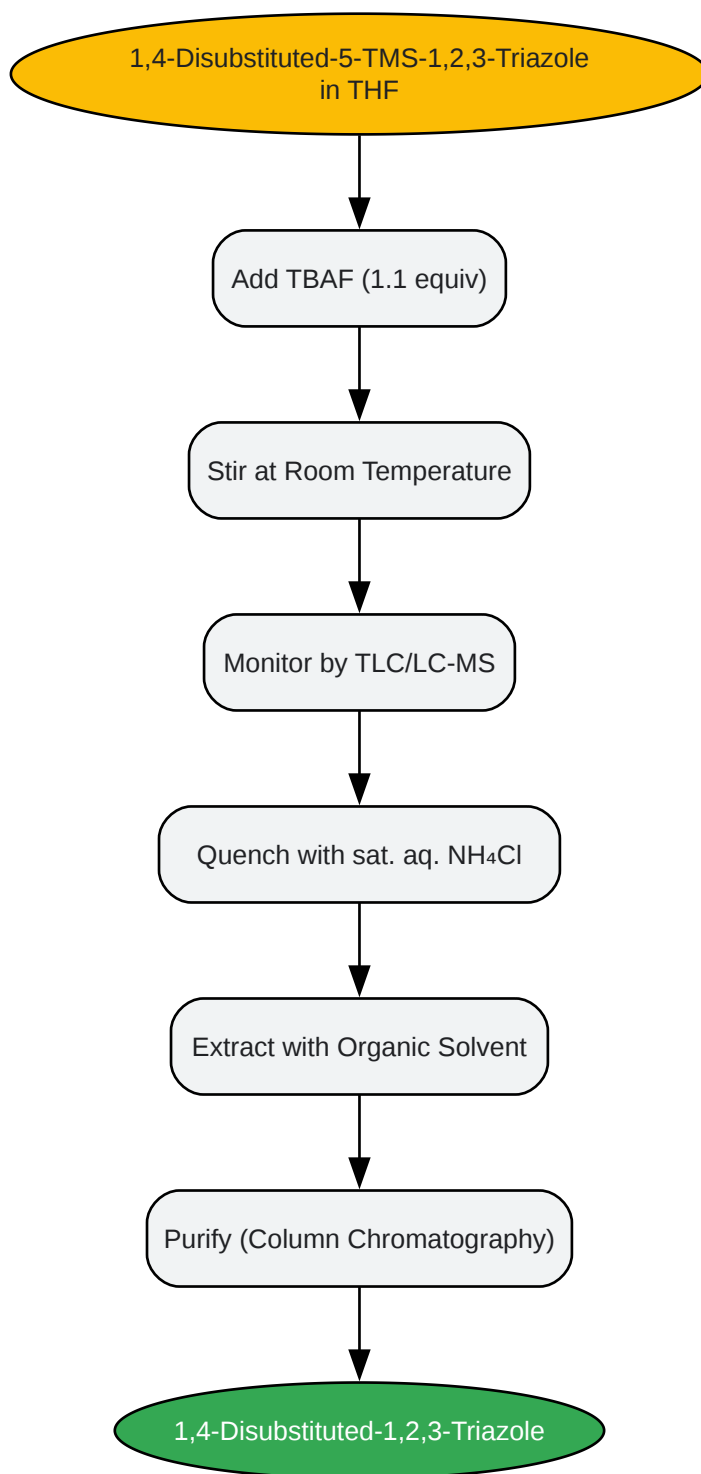 1,4-Disubstituted-5-TMS-1,2,3-Triazole
in THF
Add TBAF (1.1 equiv)
Stir at Room Temperature
Monitor by TLC/LC-MS
Quench with sat. aq. NH₄Cl
Extract with Organic Solvent
Purify (Column Chromatography)
1,4-Disubstituted-1,2,3-Triazole